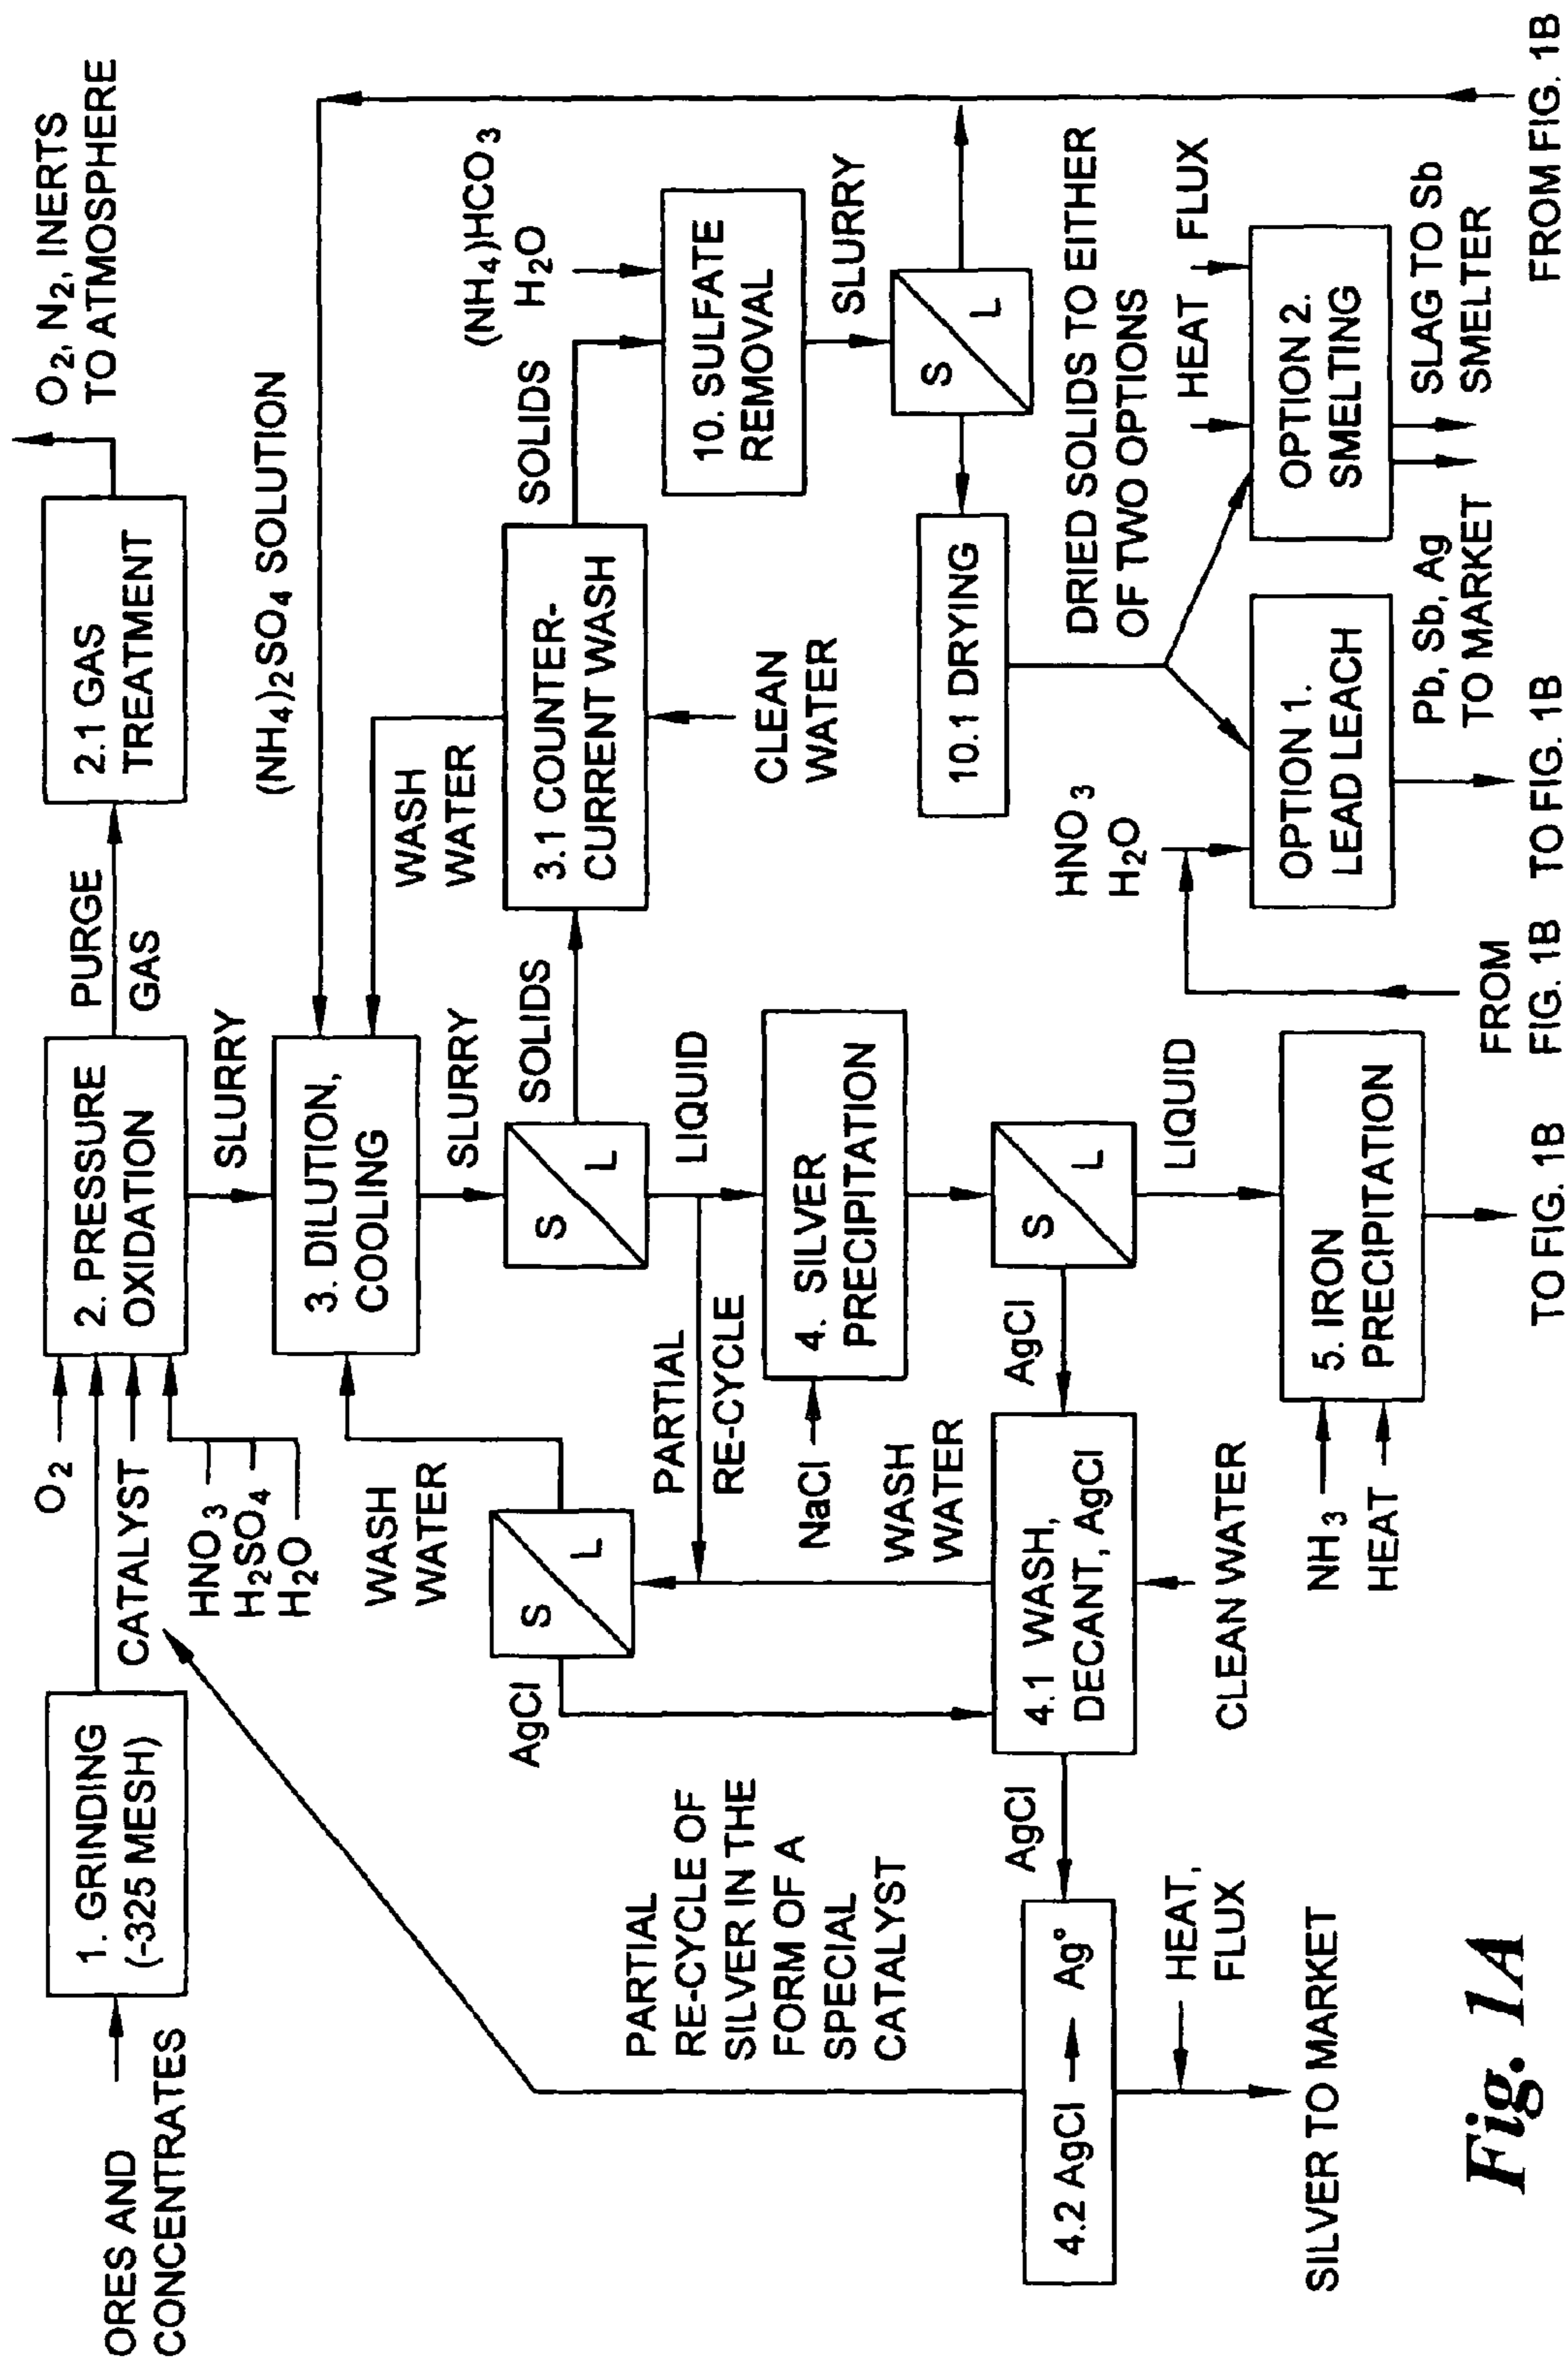 ORES AND
CONCENTRATES
1. GRINDING
(-325 MESH)
O2
CATALYST
HNO3
H2SO4
H2O
2. PRESSURE
OXIDATION
PURGE
GAS
2.1 GAS
TREATMENT
O2, N2, INERTS
TO ATMOSPHERE
SLURRY
(NH4)2SO4 SOLUTION
3. DILUTION,
COOLING
WASH
WATER
WASH
WATER
SLURRY
S
L
SOLIDS
3.1 COUNTER-
CURRENT WASH
CLEAN
WATER
SOLIDS
(NH4)HCO3
H2O
10. SULFATE
REMOVAL
SLURRY
S
L
10.1 DRYING
DRIED SOLIDS TO EITHER
OF TWO OPTIONS
HNO3
H2O
HEAT
FLUX
OPTION 1.
LEAD LEACH
OPTION 2.
SMELTING
Pb, Sb, Ag
TO MARKET
SLAG TO Sb
SMELTER
LIQUID
PARTIAL
RE-CYCLE
S
L
AgCl
NaCl
4. SILVER
PRECIPITATION
S
L
AgCl
WASH
WATER
4.1 WASH,
DECANT, AgCl
CLEAN WATER
AgCl
PARTIAL
RE-CYCLE OF
SILVER IN THE
FORM OF A
SPECIAL
CATALYST
4.2 AgCl → Ag°
HEAT,
FLUX
SILVER TO MARKET
LIQUID
NH3
HEAT
5. IRON
PRECIPITATION
TO FIG. 1B
FROM
FIG. 1B
TO FIG. 1B
FROM FIG. 1B
Fig. 1A